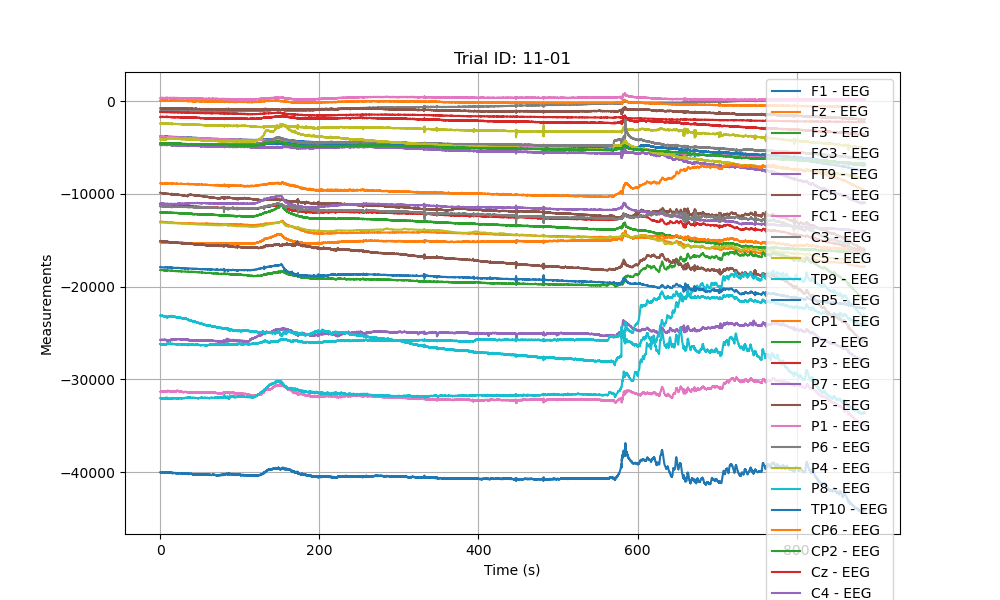 Trial ID: 11-01
Measurements
0
−10000
−20000
−30000
−40000
0
200
400
600
800
Time (s)
F1 - EEG
Fz - EEG
F3 - EEG
FC3 - EEG
FT9 - EEG
FC5 - EEG
FC1 - EEG
C3 - EEG
C5 - EEG
TP9 - EEG
CP5 - EEG
CP1 - EEG
Pz - EEG
P3 - EEG
P7 - EEG
P5 - EEG
P1 - EEG
P6 - EEG
P4 - EEG
P8 - EEG
TP10 - EEG
CP6 - EEG
CP2 - EEG
Cz - EEG
C4 - EEG